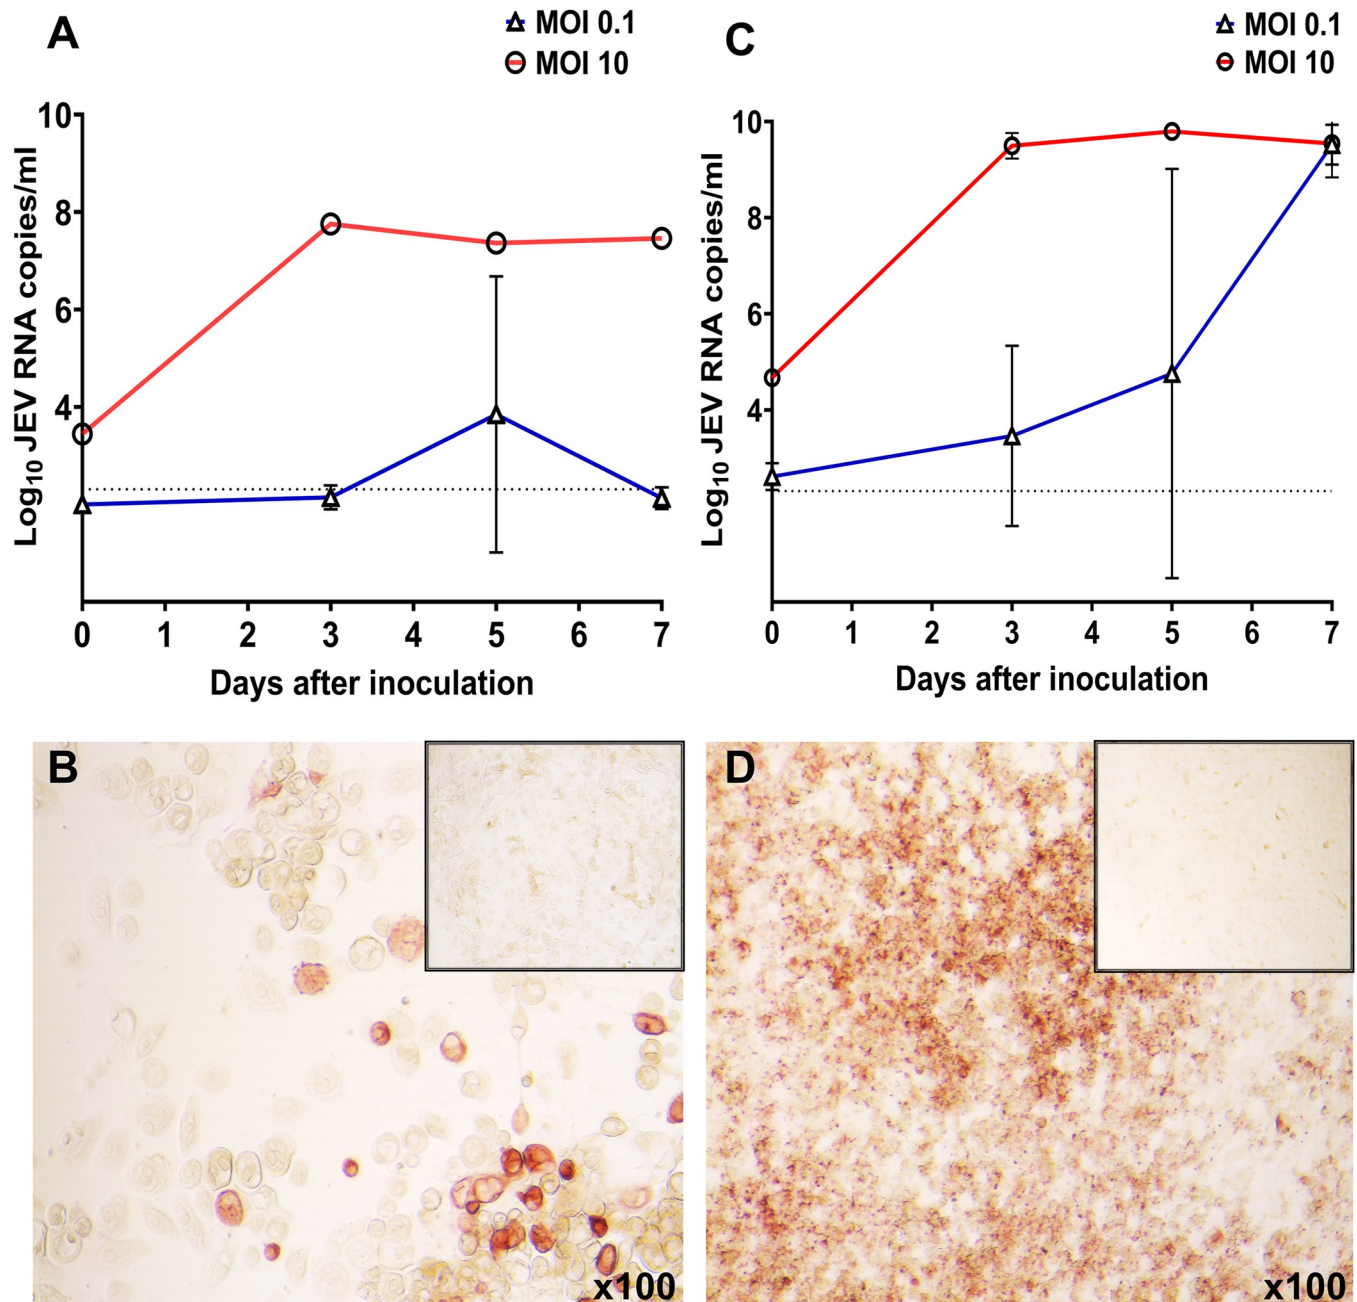 A
MOI 0.1
MOI 10
Log10 JEV RNA copies/ml
10
8
6
4
0 1 2 3 4 5 6 7
Days after inoculation
C
MOI 0.1
MOI 10
Log10 JEV RNA copies/ml
10
8
6
4
0 1 2 3 4 5 6 7
Days after inoculation
B
x100
D
x100